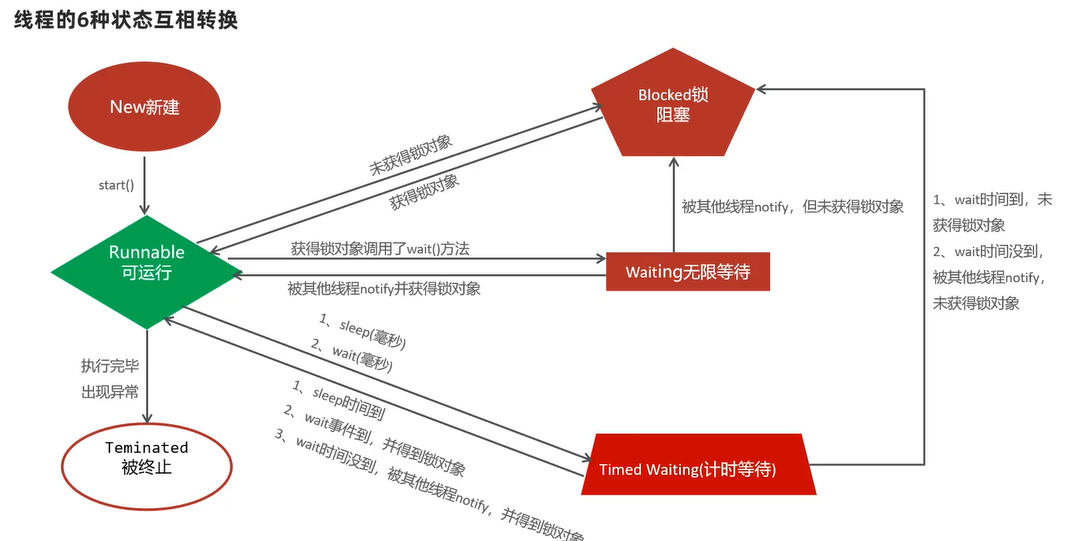 线程的6种状态互相转换
New新建
Blocked锁
阻塞
未获得锁对象
start()
获得锁对象
1、wait时间到，未
获得锁对象
2、wait时间没到，
被其他线程notify，
未获得锁对象
被其他线程notify，但未获得锁对象
Runnable
可运行
获得锁对象调用了wait()方法
Waiting无限等待
被其他线程notify并获得锁对象
1、sleep(毫秒)
2、wait(毫秒)
执行完毕
出现异常
1、sleep时间到
2、wait事件到，并得到锁对象
3、wait时间没到，被其他线程notify，并得到锁对象
Teminated
被终止
Timed Waiting(计时等待)